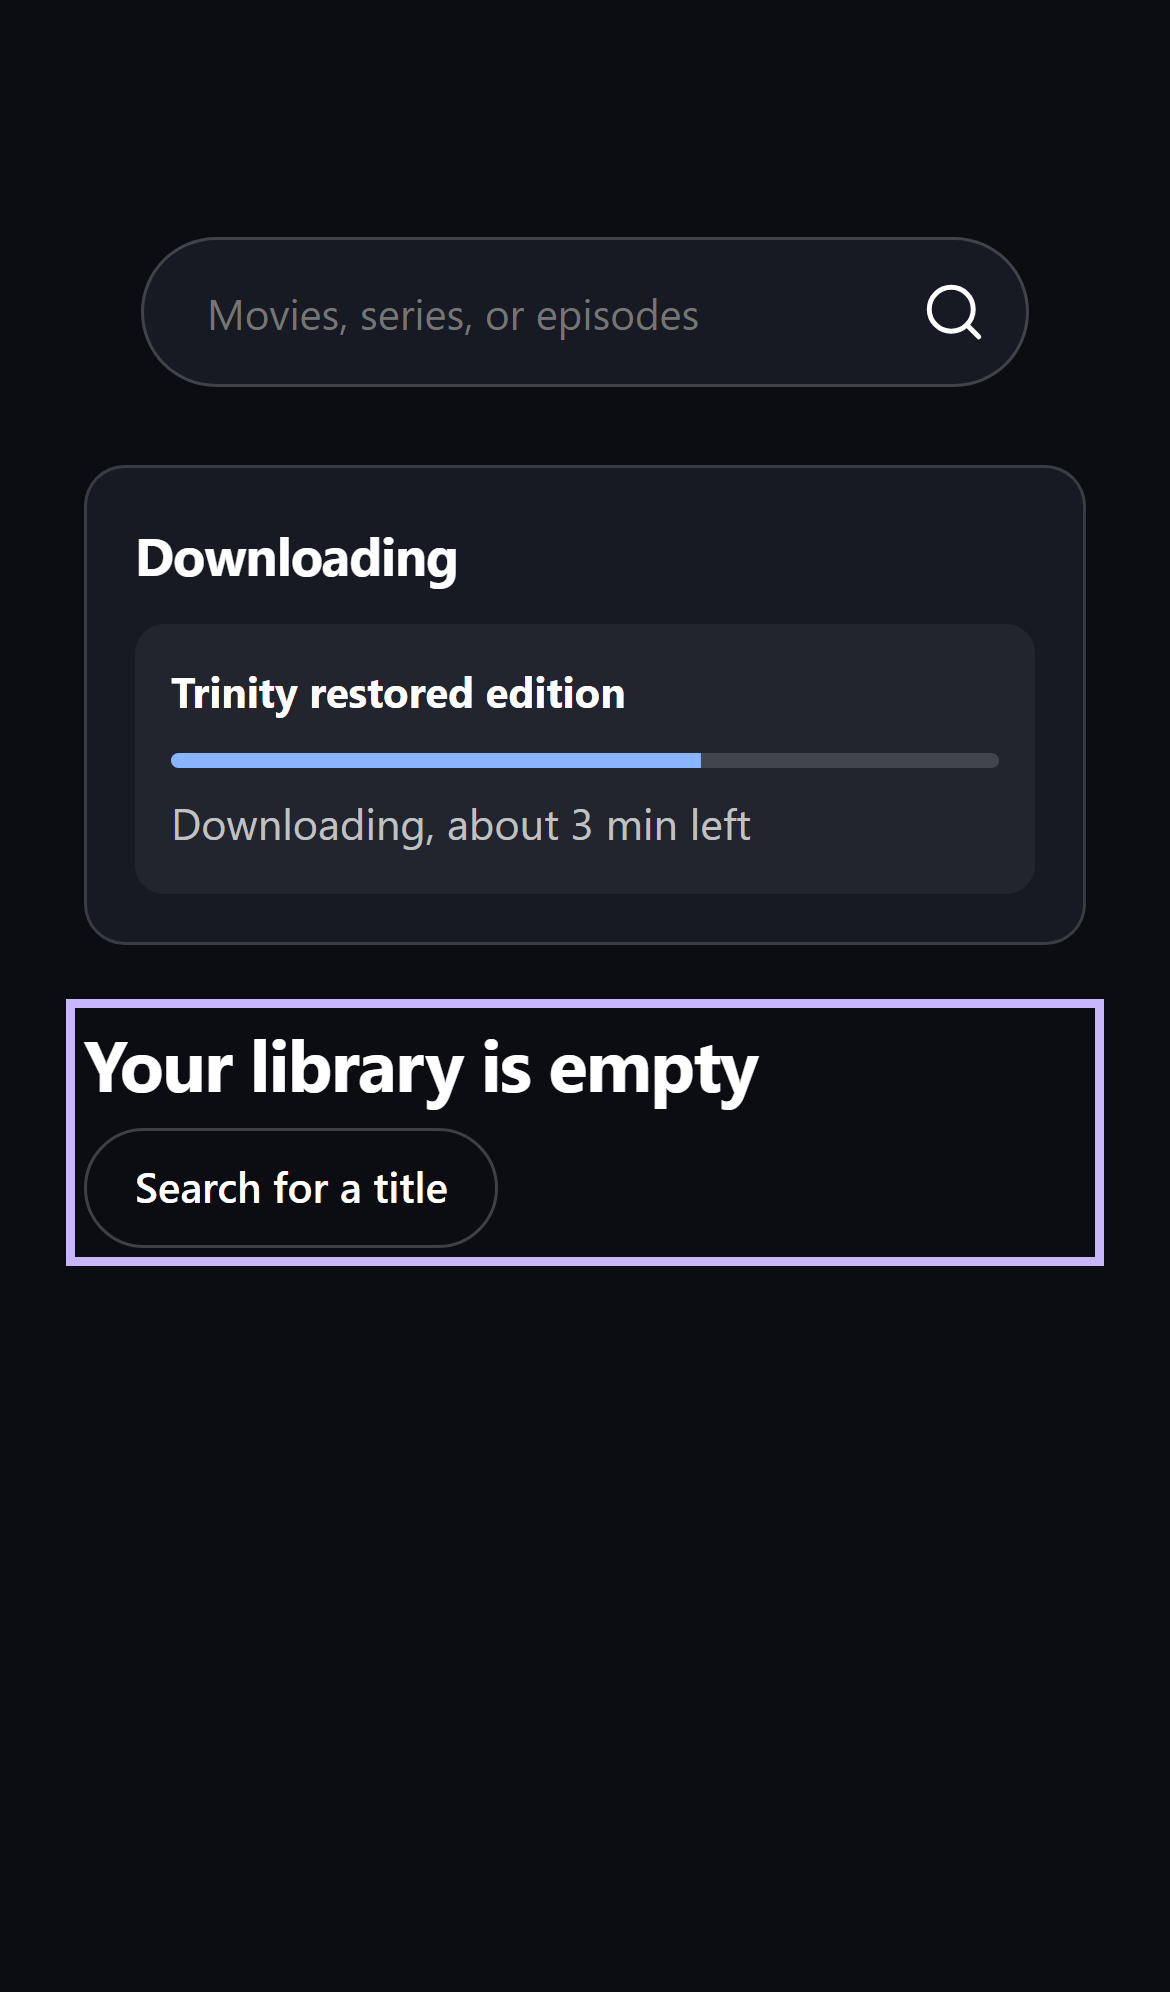 Movies, series, or episodes
Downloading
Trinity restored edition
Downloading, about 3 min left
Your library is empty
Search for a title